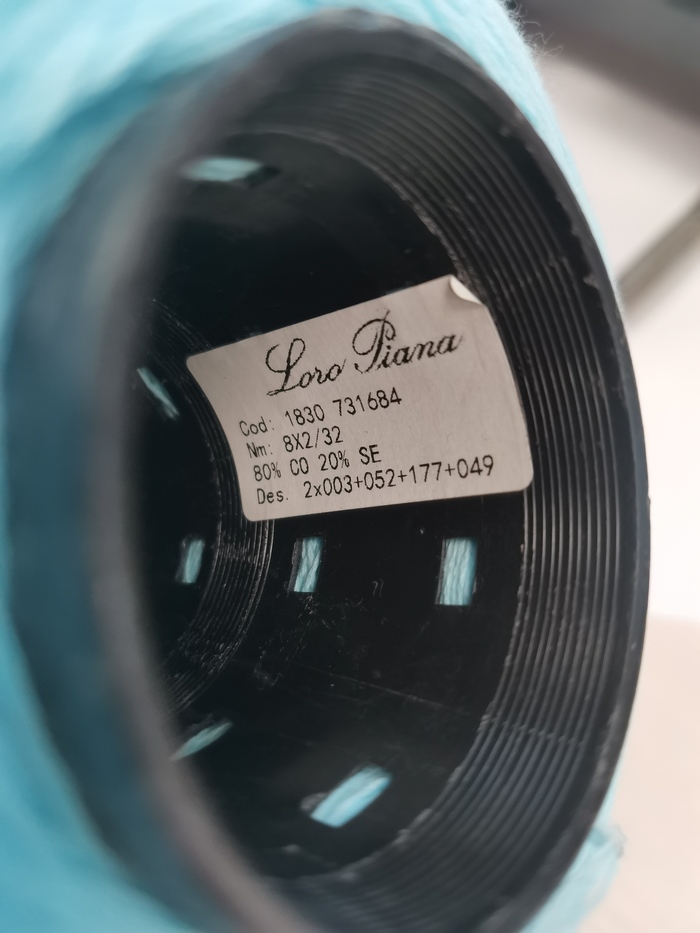 Loro Piana
Cod: 1830 731684
Nm: 8X2/32
80% CO 20% SE
Des. 2x003+052+177+049